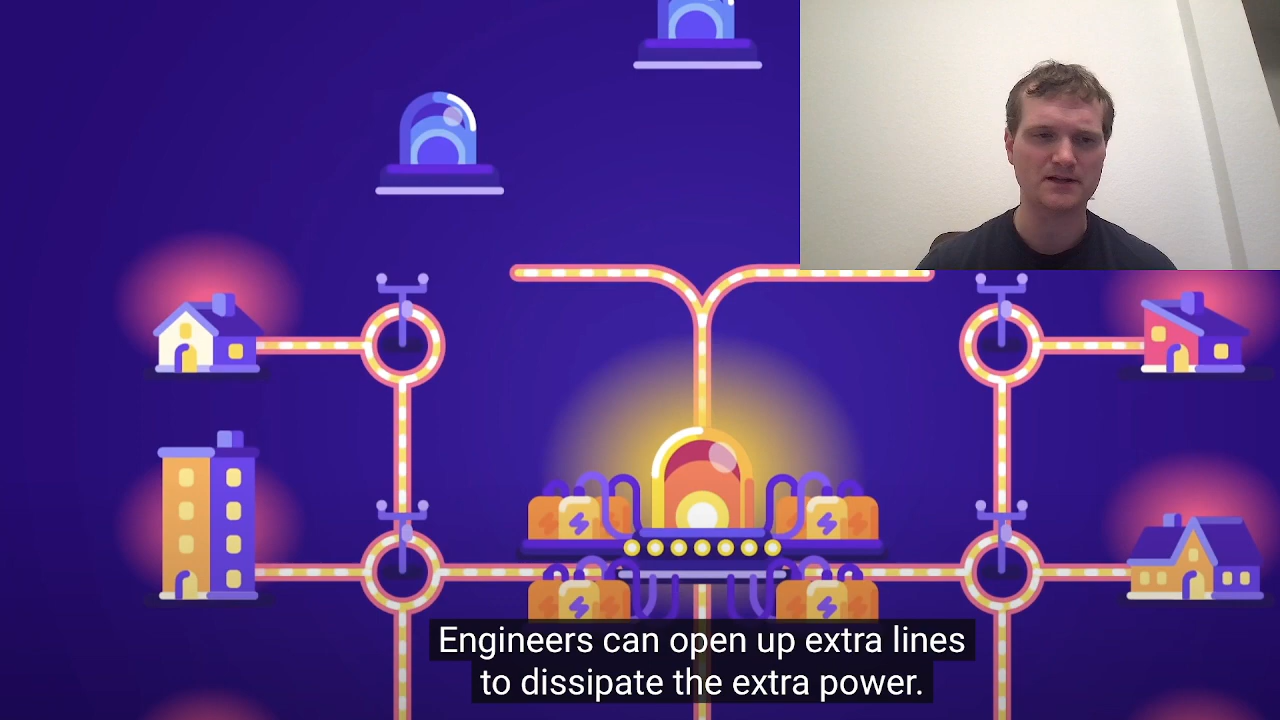 Engineers can open up extra lines
to dissipate the extra power.